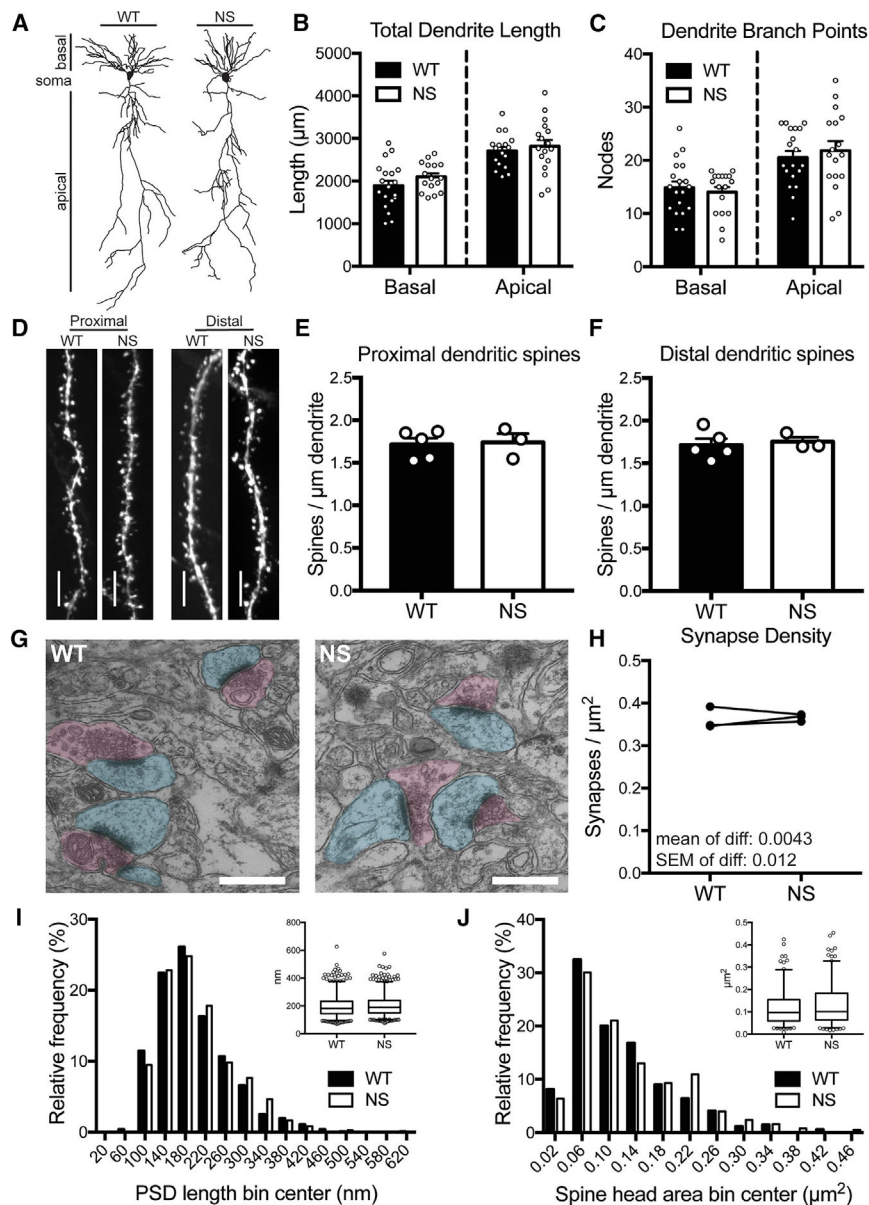 A
WT
NS
basal
soma
apical
B
Total Dendrite Length
5000
4000
3000
2000
1000
0
Length (µm)
WT
NS
Basal
Apical
C
Dendrite Branch Points
40
30
20
10
0
Nodes
WT
NS
Basal
Apical
D
Proximal
Distal
WT
NS
WT
NS
E
Proximal dendritic spines
2.5
2.0
1.5
1.0
0.5
0.0
Spines / µm dendrite
WT
NS
F
Distal dendritic spines
2.5
2.0
1.5
1.0
0.5
0.0
Spines / µm dendrite
WT
NS
G
WT
NS
H
Synapse Density
0.5
0.4
0.3
0.2
0.1
0.0
Synapses / µm²
mean of diff: 0.0043
SEM of diff: 0.012
WT
NS
I
30
20
10
0
Relative frequency (%)
800
600
400
200
0
nm
WT
NS
WT
NS
20 60 100 140 180 220 260 300 340 380 420 460 500 540 580 620
PSD length bin center (nm)
J
40
30
20
10
0
Relative frequency (%)
0.5
0.4
0.3
0.2
0.1
0.0
µm²
WT
NS
WT
NS
0.02 0.06 0.10 0.14 0.18 0.22 0.26 0.30 0.34 0.38 0.42 0.46
Spine head area bin center (µm²)